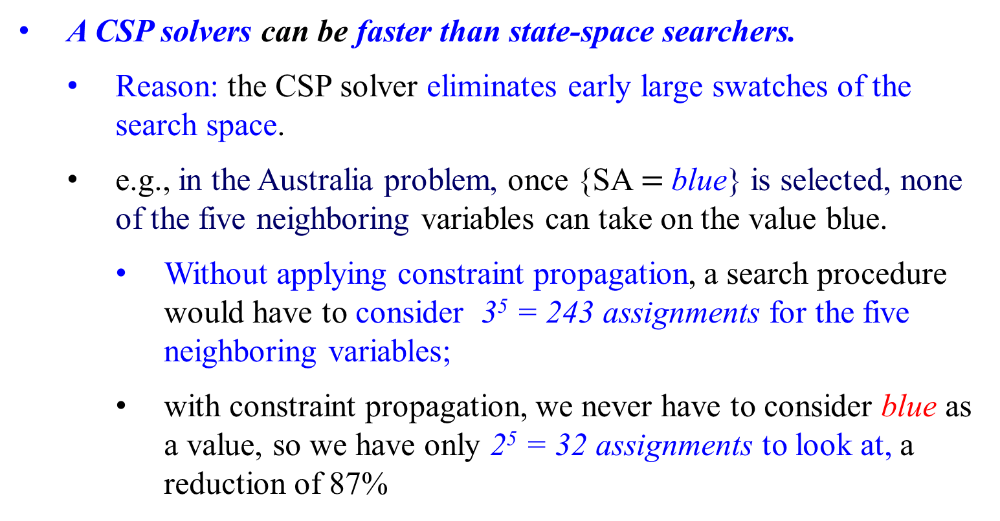 • A CSP solvers can be faster than state-space searchers.
• Reason: the CSP solver eliminates early large swatches of the
search space.
• e.g., in the Australia problem, once {SA = blue} is selected, none
of the five neighboring variables can take on the value blue.
• Without applying constraint propagation, a search procedure
would have to consider 3⁵ = 243 assignments for the five
neighboring variables;
• with constraint propagation, we never have to consider blue as
a value, so we have only 2⁵ = 32 assignments to look at, a
reduction of 87%